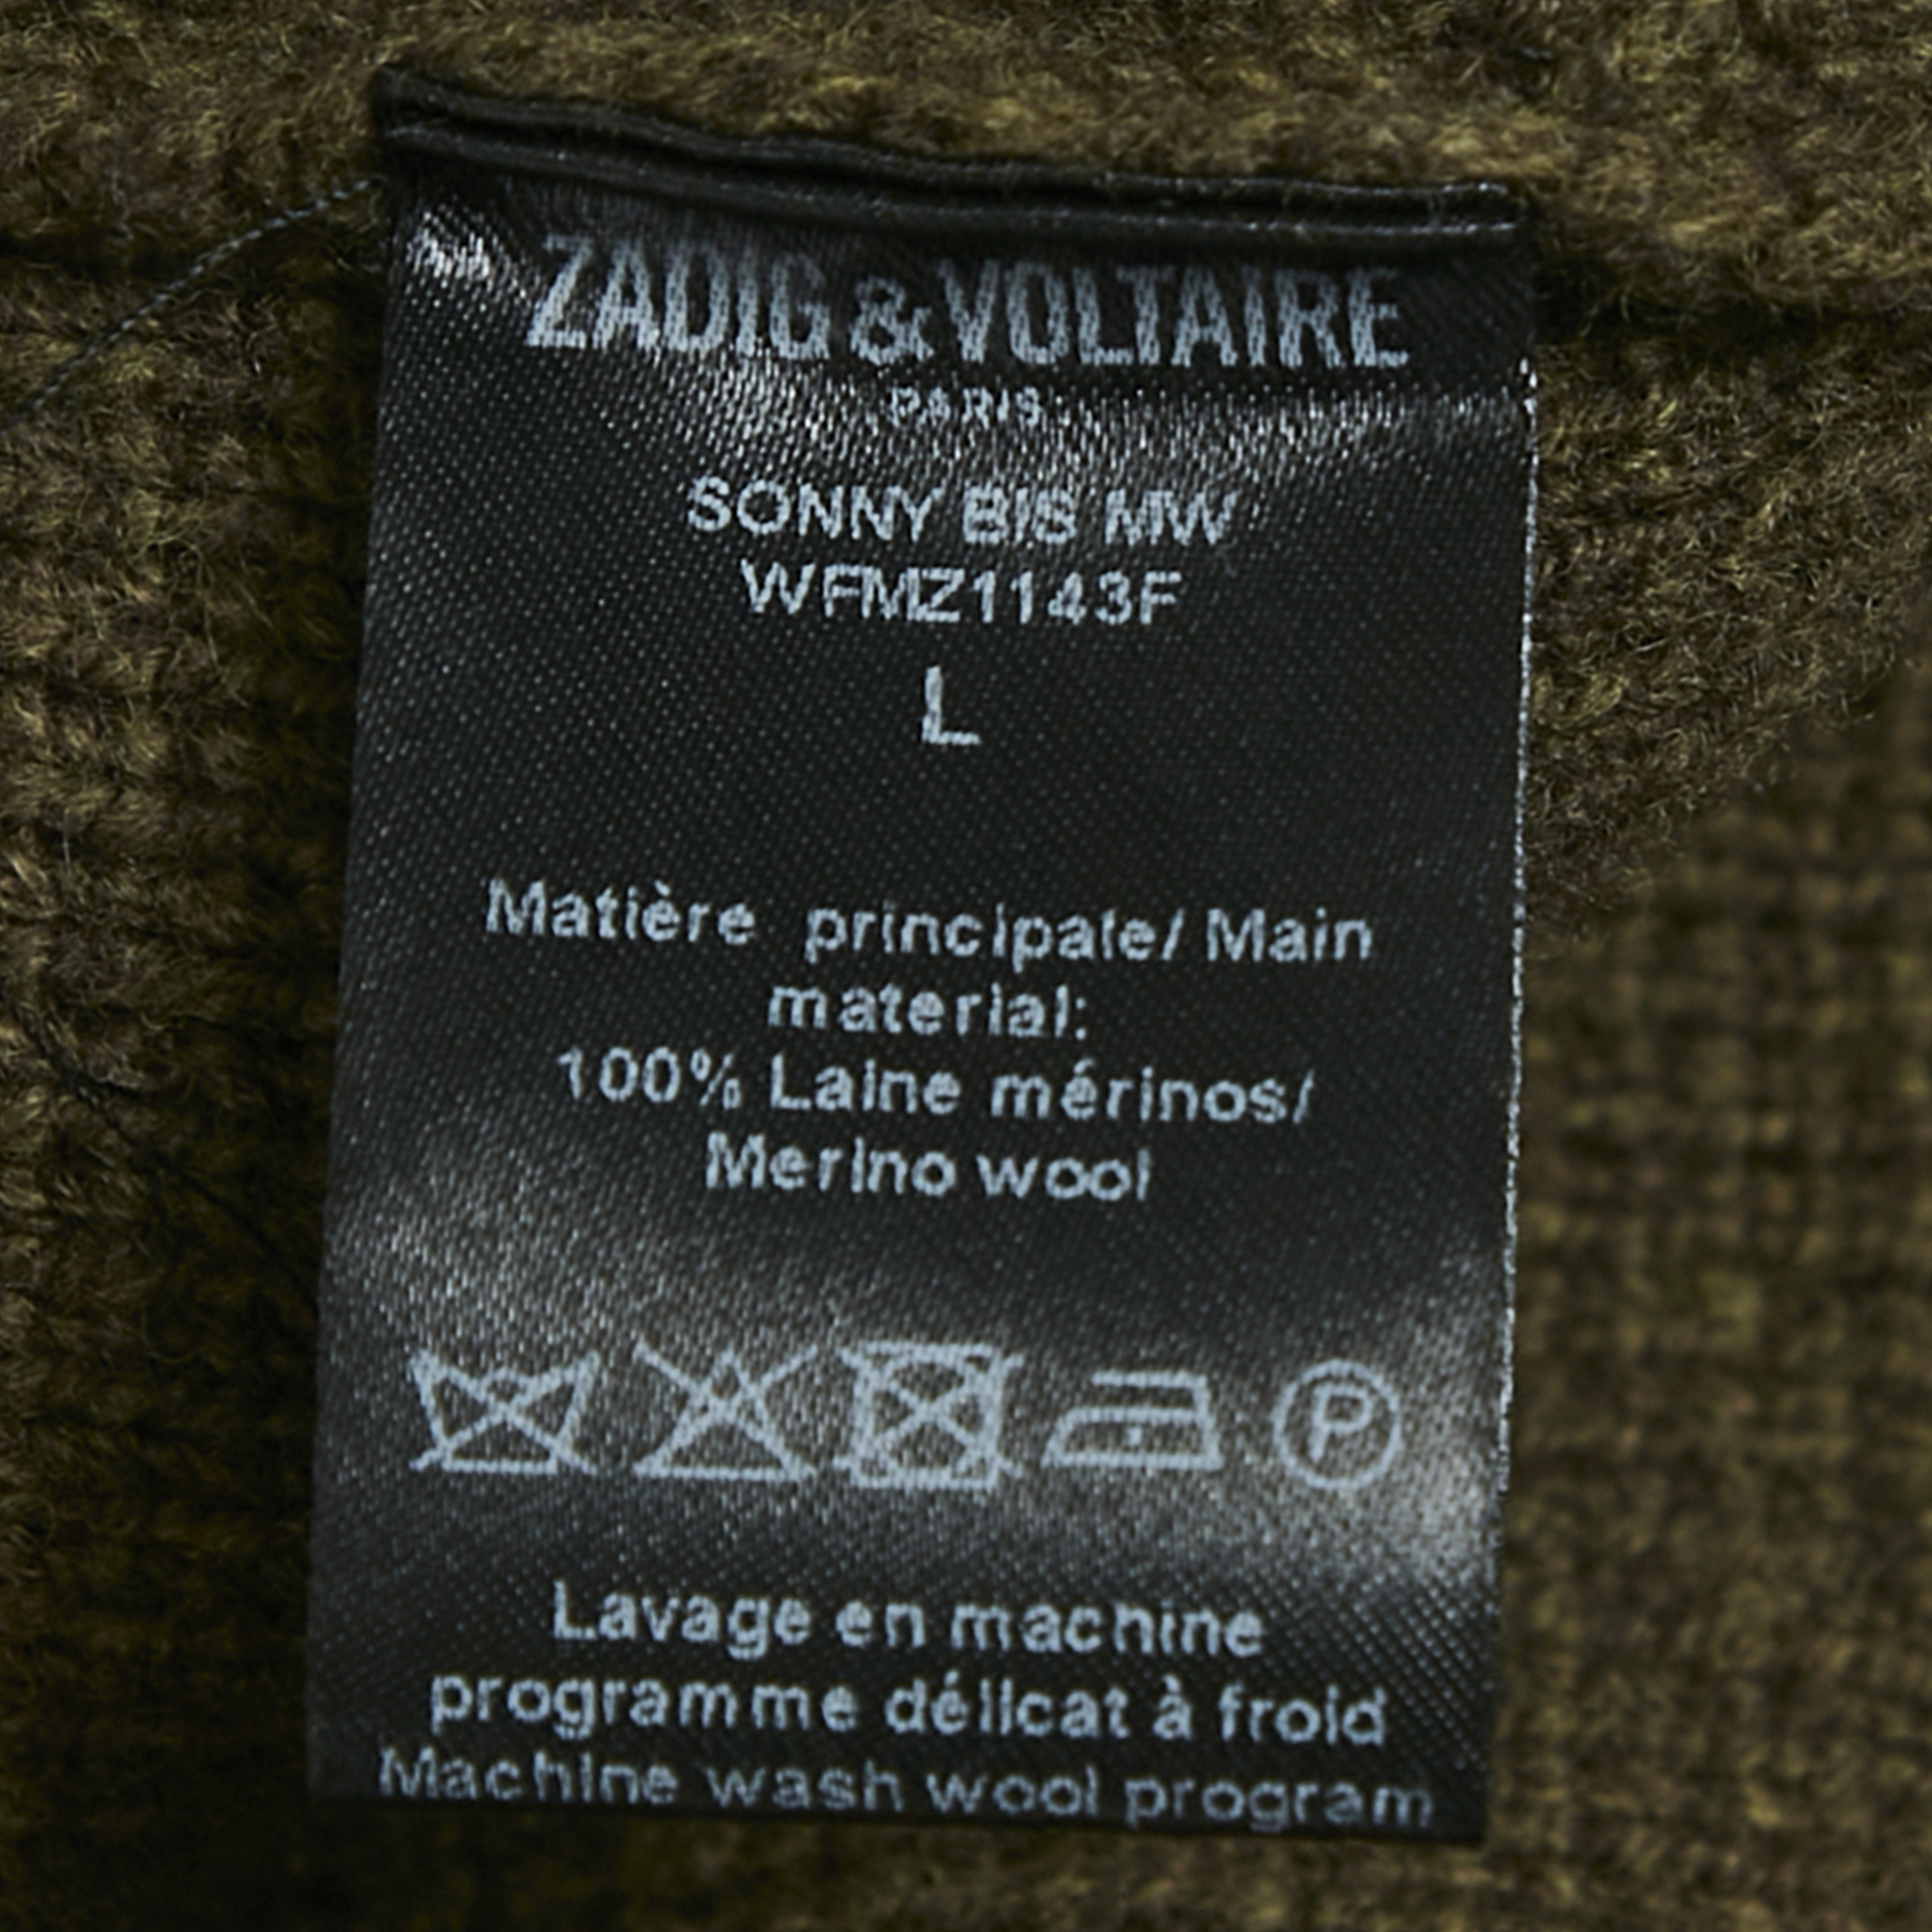 ZADIG & VOLTAIRE
PARIS
SONNY BIS MW
WFMZ1143F
L
Matière principale/ Main
material:
100% Laine mérinos/
Merino wool
P
Lavage en machine
programme délicat à froid
Machine wash wool program